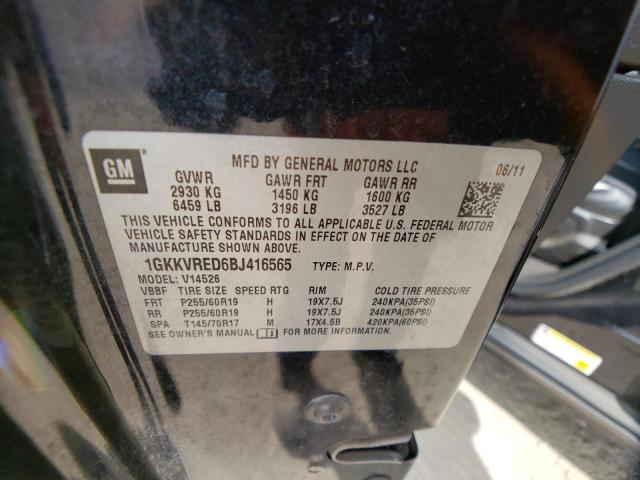 GM
MFD BY GENERAL MOTORS LLC
06/11
GVWR GAWR FRT GAWR RR
2930 KG 1450 KG 1600 KG
6459 LB 3196 LB 3527 LB
THIS VEHICLE CONFORMS TO ALL APPLICABLE U.S. FEDERAL MOTOR
VEHICLE SAFETY STANDARDS IN EFFECT ON THE DATE OF
MANUFACTURE SHOWN ABOVE.
1GKKVRED6BJ416565 TYPE: M.P.V.
MODEL: V14526
VBBF TIRE SIZE SPEED RTG RIM COLD TIRE PRESSURE
FRT P255/60R19 H 19X7.5J 240KPA(35PSI)
RR P255/60R19 H 19X7.5J 240KPA(35PSI)
SPA T145/70R17 M 17X4.5B 420KPA(60PSI)
SEE OWNER'S MANUAL FOR MORE INFORMATION.